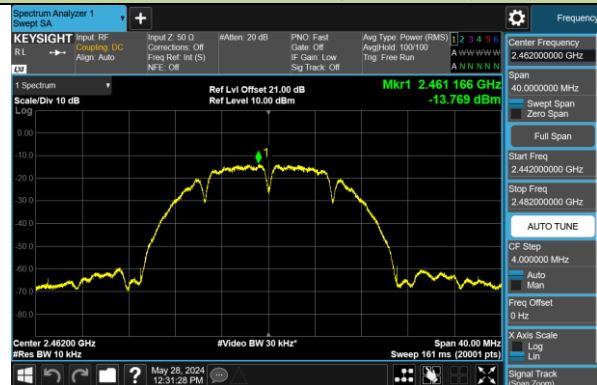 Spectrum Analyzer 1
Swept SA
+
Frequency
KEYSIGHT
RL
LXI
Input: RF
Coupling: DC
Align: Auto
Input Z: 50 Ω
Corrections: Off
Freq Ref: Int (S)
NFE: Off
#Atten: 20 dB
PNO: Fast
Gate: Off
IF Gain: Low
Sig Track: Off
Avg Type: Power (RMS)
Avg|Hold: 100/100
Trig: Free Run
1 2 3 4 5 6
A W W W W W
A N N N N N
1 Spectrum
Scale/Div 10 dB
Log
Ref Lvl Offset 21.00 dB
Ref Level 10.00 dBm
Mkr1 2.461 166 GHz
-13.769 dBm
1
0.00
-10.0
-20.0
-30.0
-40.0
-50.0
-60.0
-70.0
-80.0
Center 2.46200 GHz
#Res BW 10 kHz
#Video BW 30 kHz*
Span 40.00 MHz
Sweep 161 ms (20001 pts)
May 28, 2024
12:31:28 PM
Center Frequency
2.462000000 GHz
Span
40.0000000 MHz
Swept Span
Zero Span
Full Span
Start Freq
2.442000000 GHz
Stop Freq
2.482000000 GHz
AUTO TUNE
CF Step
4.000000 MHz
Auto
Man
Freq Offset
0 Hz
X Axis Scale
Log
Lin
Signal Track
(Span Zoom)